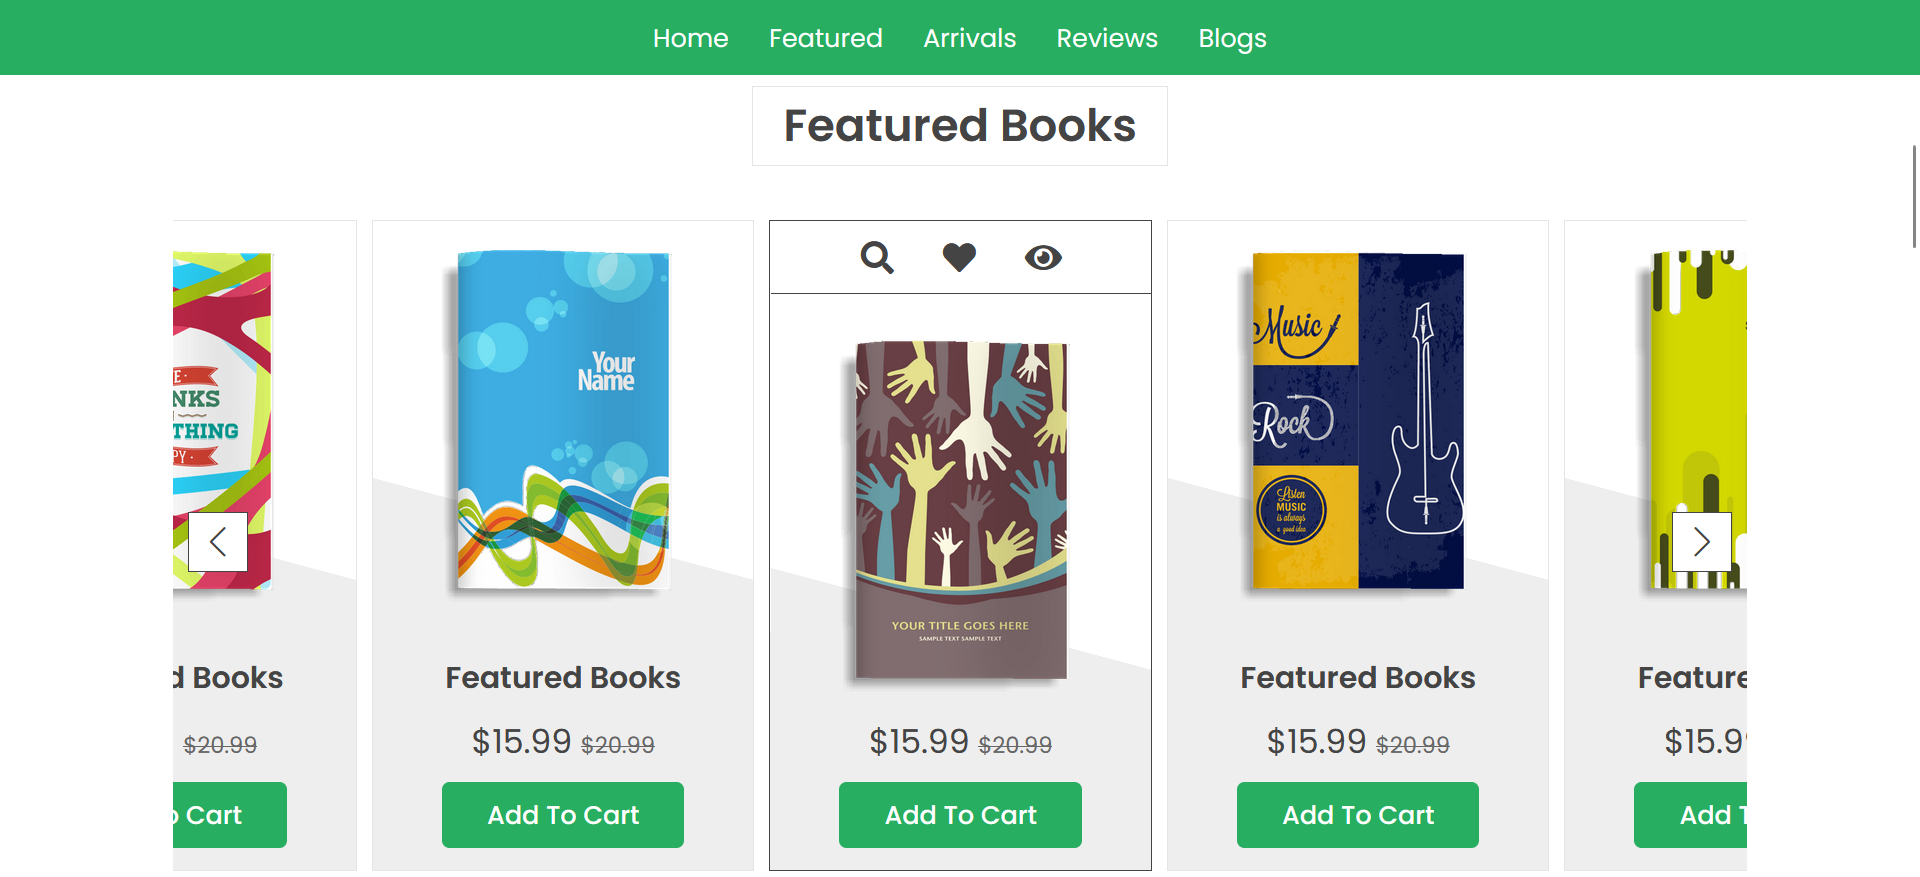 Home Featured Arrivals Reviews Blogs
Featured Books
NKS
THING
Your
Name
YOUR TITLE GOES HERE
SAMPLE TEXT SAMPLE TEXT
Music
Rock
Listen
MUSIC
is always
a good idea
d Books
Featured Books
Featured Books
Feature
$20.99
$15.99 $20.99
$15.99 $20.99
$15.99 $20.99
$15.9
o Cart
Add To Cart
Add To Cart
Add To Cart
Add T